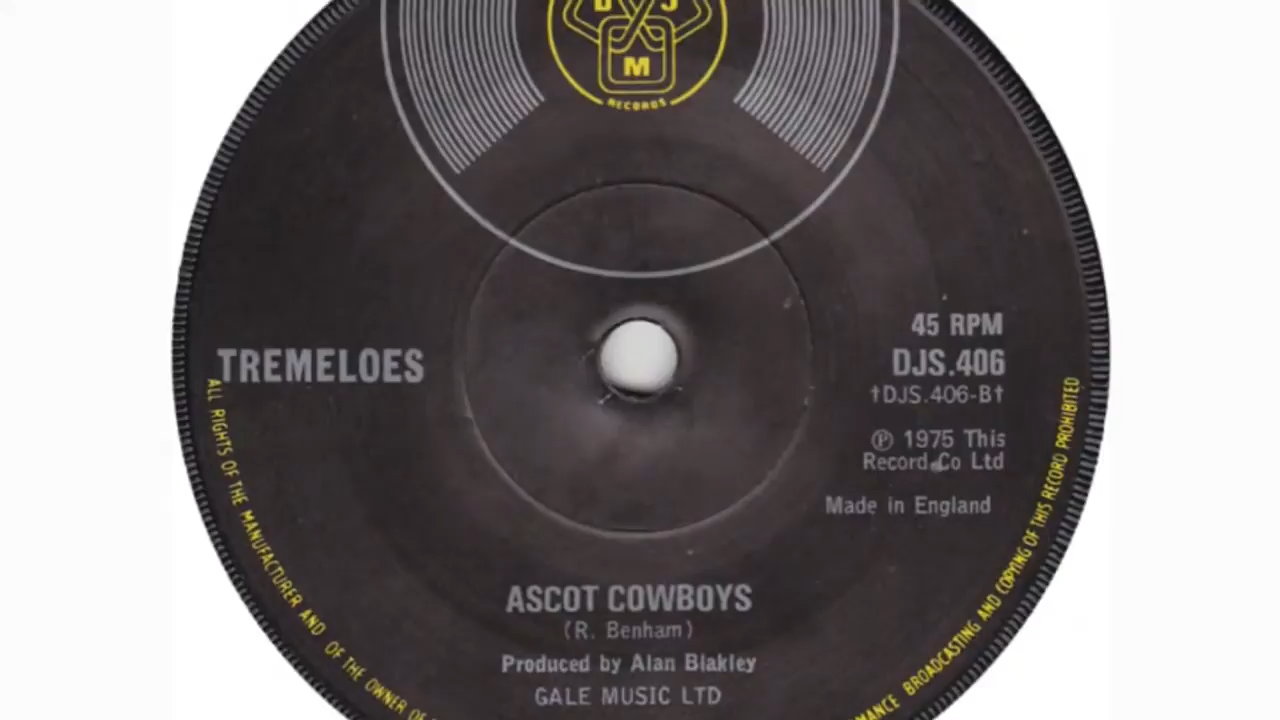 D J
M
RECORDS
TREMELOES
45 RPM
DJS.406
†DJS.406-B†
℗ 1975 This
Record Co Ltd
Made in England
ASCOT COWBOYS
(R. Benham)
Produced by Alan Blakley
GALE MUSIC LTD
ALL RIGHTS OF THE MANUFACTURER AND OF THE OWNER OF
BROADCASTING AND COPYING OF THIS RECORD PROHIBITED